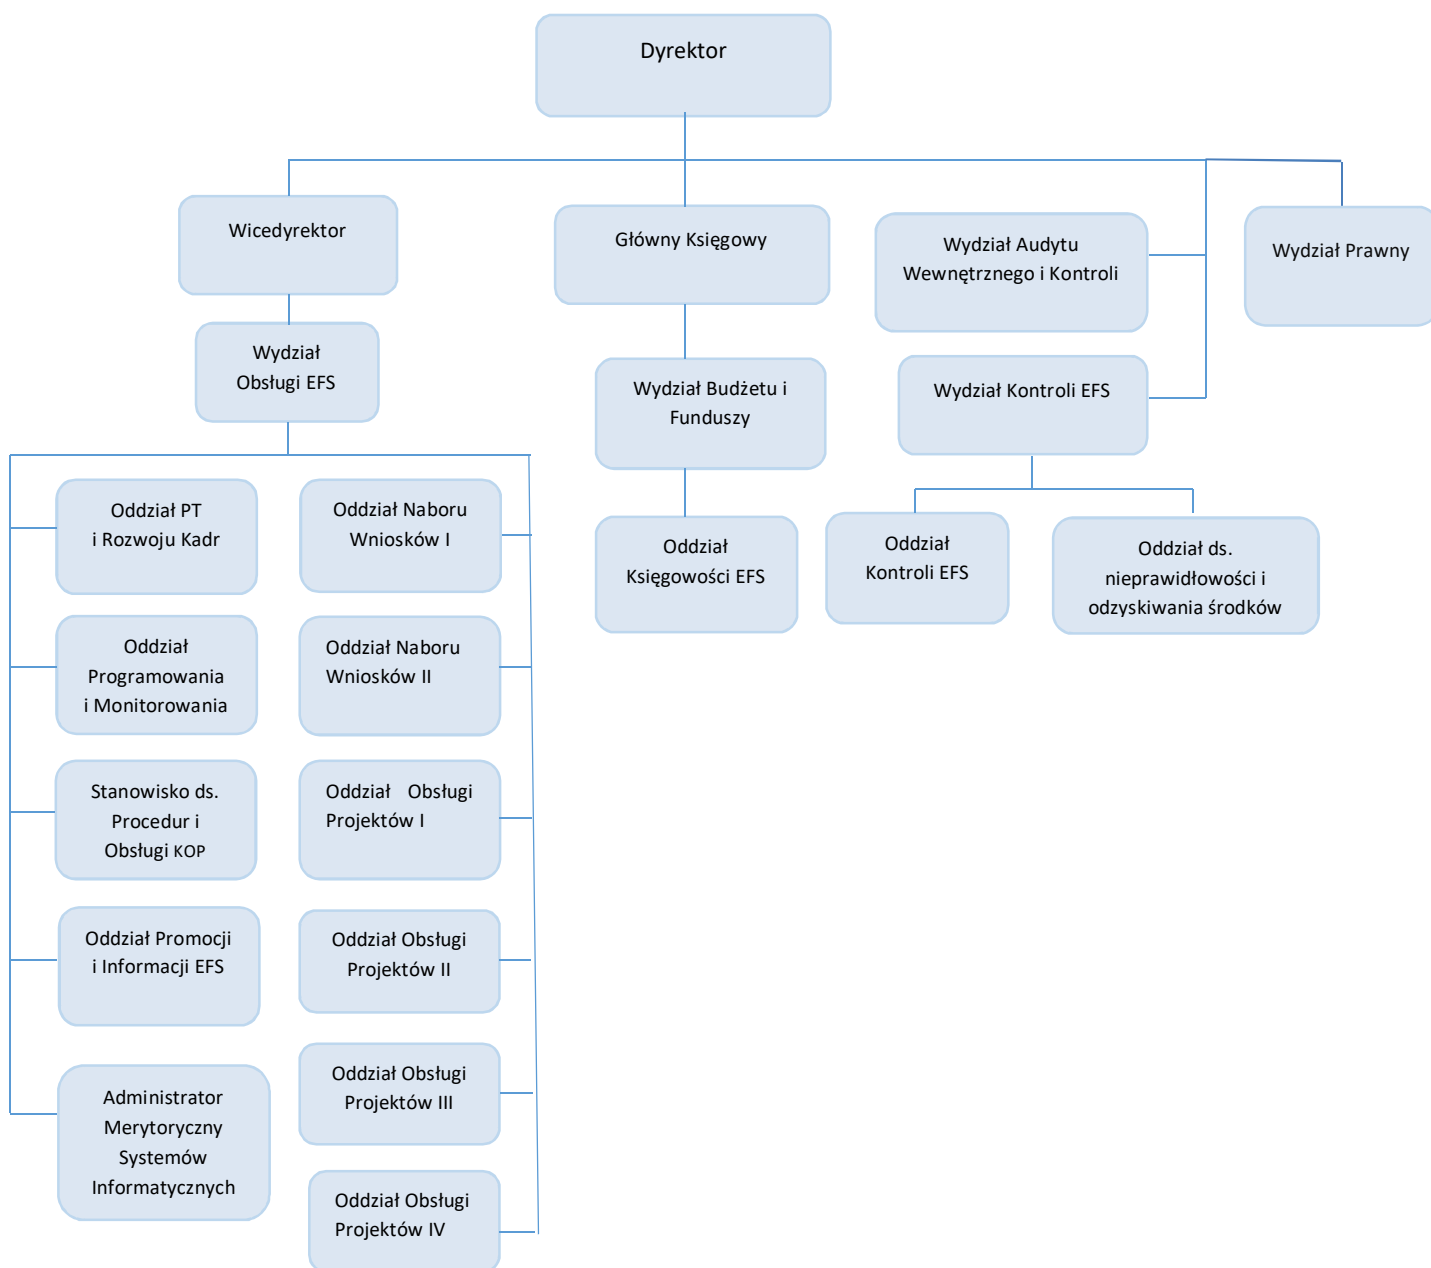 Dyrektor
Wicedyrektor
Główny Księgowy
Wydział Audytu
Wewnętrznego i Kontroli
Wydział Prawny
Wydział
Obsługi EFS
Wydział Budżetu i
Funduszy
Wydział Kontroli EFS
Oddział PT
i Rozwoju Kadr
Oddział Naboru
Wniosków I
Oddział
Księgowości EFS
Oddział
Kontroli EFS
Oddział ds.
nieprawidłowości i
odzyskiwania środków
Oddział
Programowania
i Monitorowania
Oddział Naboru
Wniosków II
Stanowisko ds.
Procedur i
Obsługi KOP
Oddział Obsługi
Projektów I
Oddział Promocji
i Informacji EFS
Oddział Obsługi
Projektów II
Administrator
Merytoryczny
Systemów
Informatycznych
Oddział Obsługi
Projektów III
Oddział Obsługi
Projektów IV